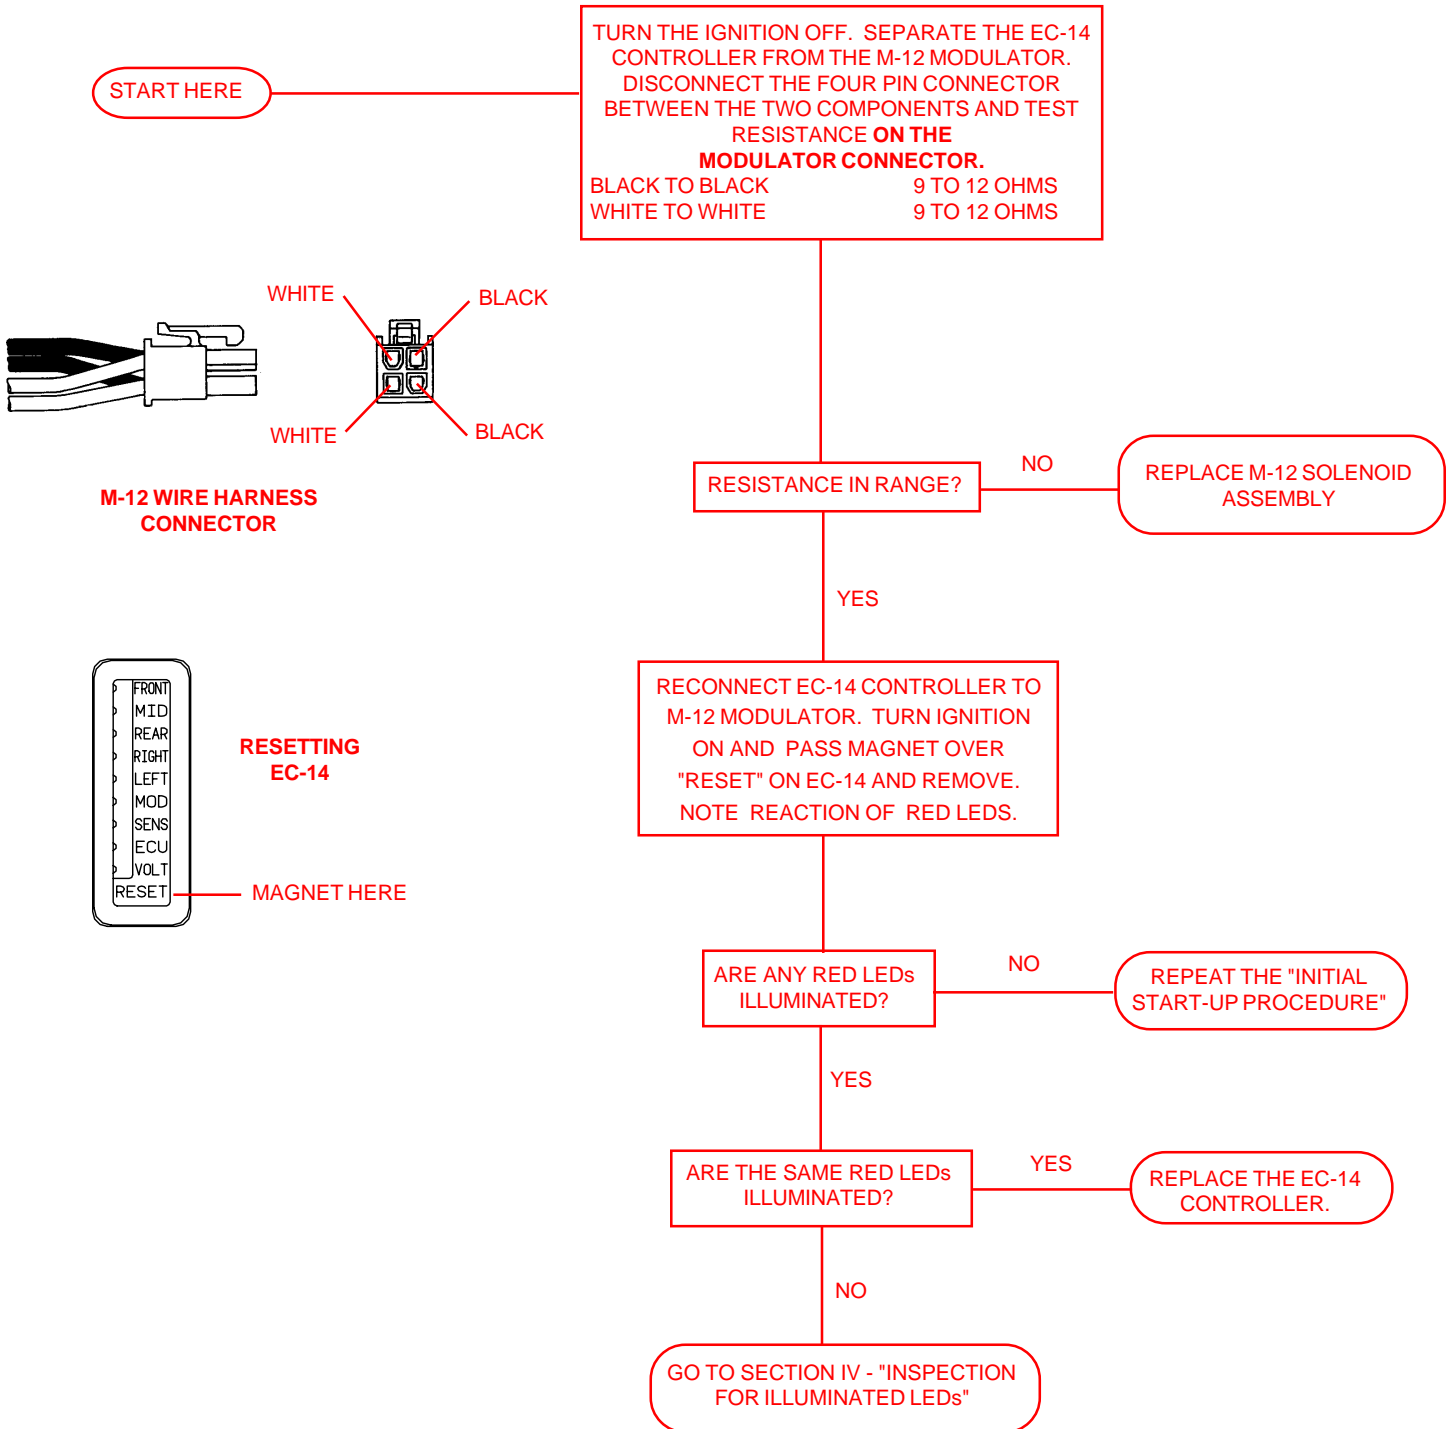 START HERE
TURN THE IGNITION OFF. SEPARATE THE EC-14
CONTROLLER FROM THE M-12 MODULATOR.
DISCONNECT THE FOUR PIN CONNECTOR
BETWEEN THE TWO COMPONENTS AND TEST
RESISTANCE ON THE
MODULATOR CONNECTOR.
BLACK TO BLACK 9 TO 12 OHMS
WHITE TO WHITE 9 TO 12 OHMS
WHITE
BLACK
WHITE
BLACK
M-12 WIRE HARNESS
CONNECTOR
RESISTANCE IN RANGE?
NO
REPLACE M-12 SOLENOID
ASSEMBLY
YES
FRONT
MID
REAR
RIGHT
LEFT
MOD
SENS
ECU
VOLT
RESET
RESETTING
EC-14
MAGNET HERE
RECONNECT EC-14 CONTROLLER TO
M-12 MODULATOR. TURN IGNITION
ON AND PASS MAGNET OVER
"RESET" ON EC-14 AND REMOVE.
NOTE REACTION OF RED LEDS.
ARE ANY RED LEDs
ILLUMINATED?
NO
REPEAT THE "INITIAL
START-UP PROCEDURE"
YES
ARE THE SAME RED LEDs
ILLUMINATED?
YES
REPLACE THE EC-14
CONTROLLER.
NO
GO TO SECTION IV - "INSPECTION
FOR ILLUMINATED LEDs"